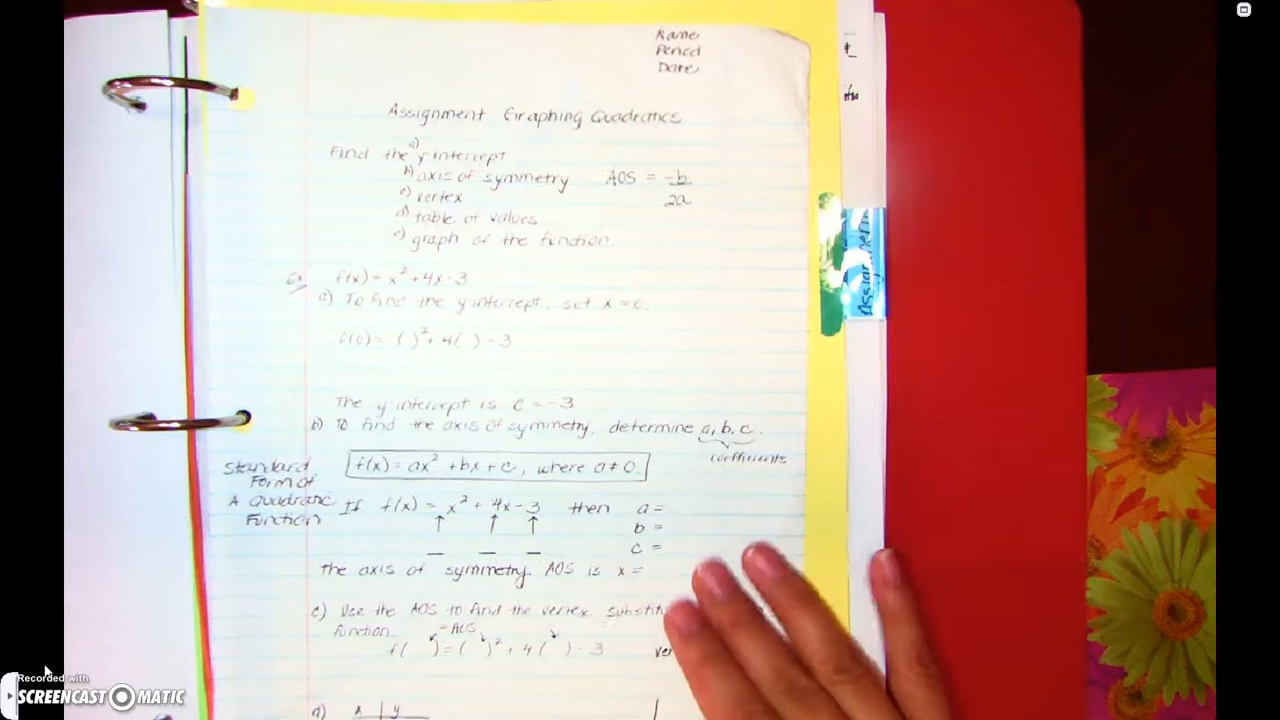 Name
Period
Date
Assignment Graphing Quadratics
Find the a) y-intercept
b) axis of symmetry AOS = -b
2a
c) vertex
d) table of values
e) graph of the function.
Ex f(x) = x² + 4x - 3
a) To find the y-intercept, set x = 0.
f(0) = ( )² + 4( ) - 3
The y-intercept is c = -3
b) To find the axis of symmetry, determine a, b, c.
coefficients
Standard
Form of
A Quadratic
Function
f(x) = ax² + bx + c, where a ≠ 0.
If f(x) = x² + 4x - 3 then a =
b =
c =
the axis of symmetry AOS is x =
c) Use the AOS to find the vertex substitu
function.
AOS
f( ) = ( )² + 4( ) - 3 ver
d) x | y
Assignment
Recorded with
SCREENCAST-O-MATIC